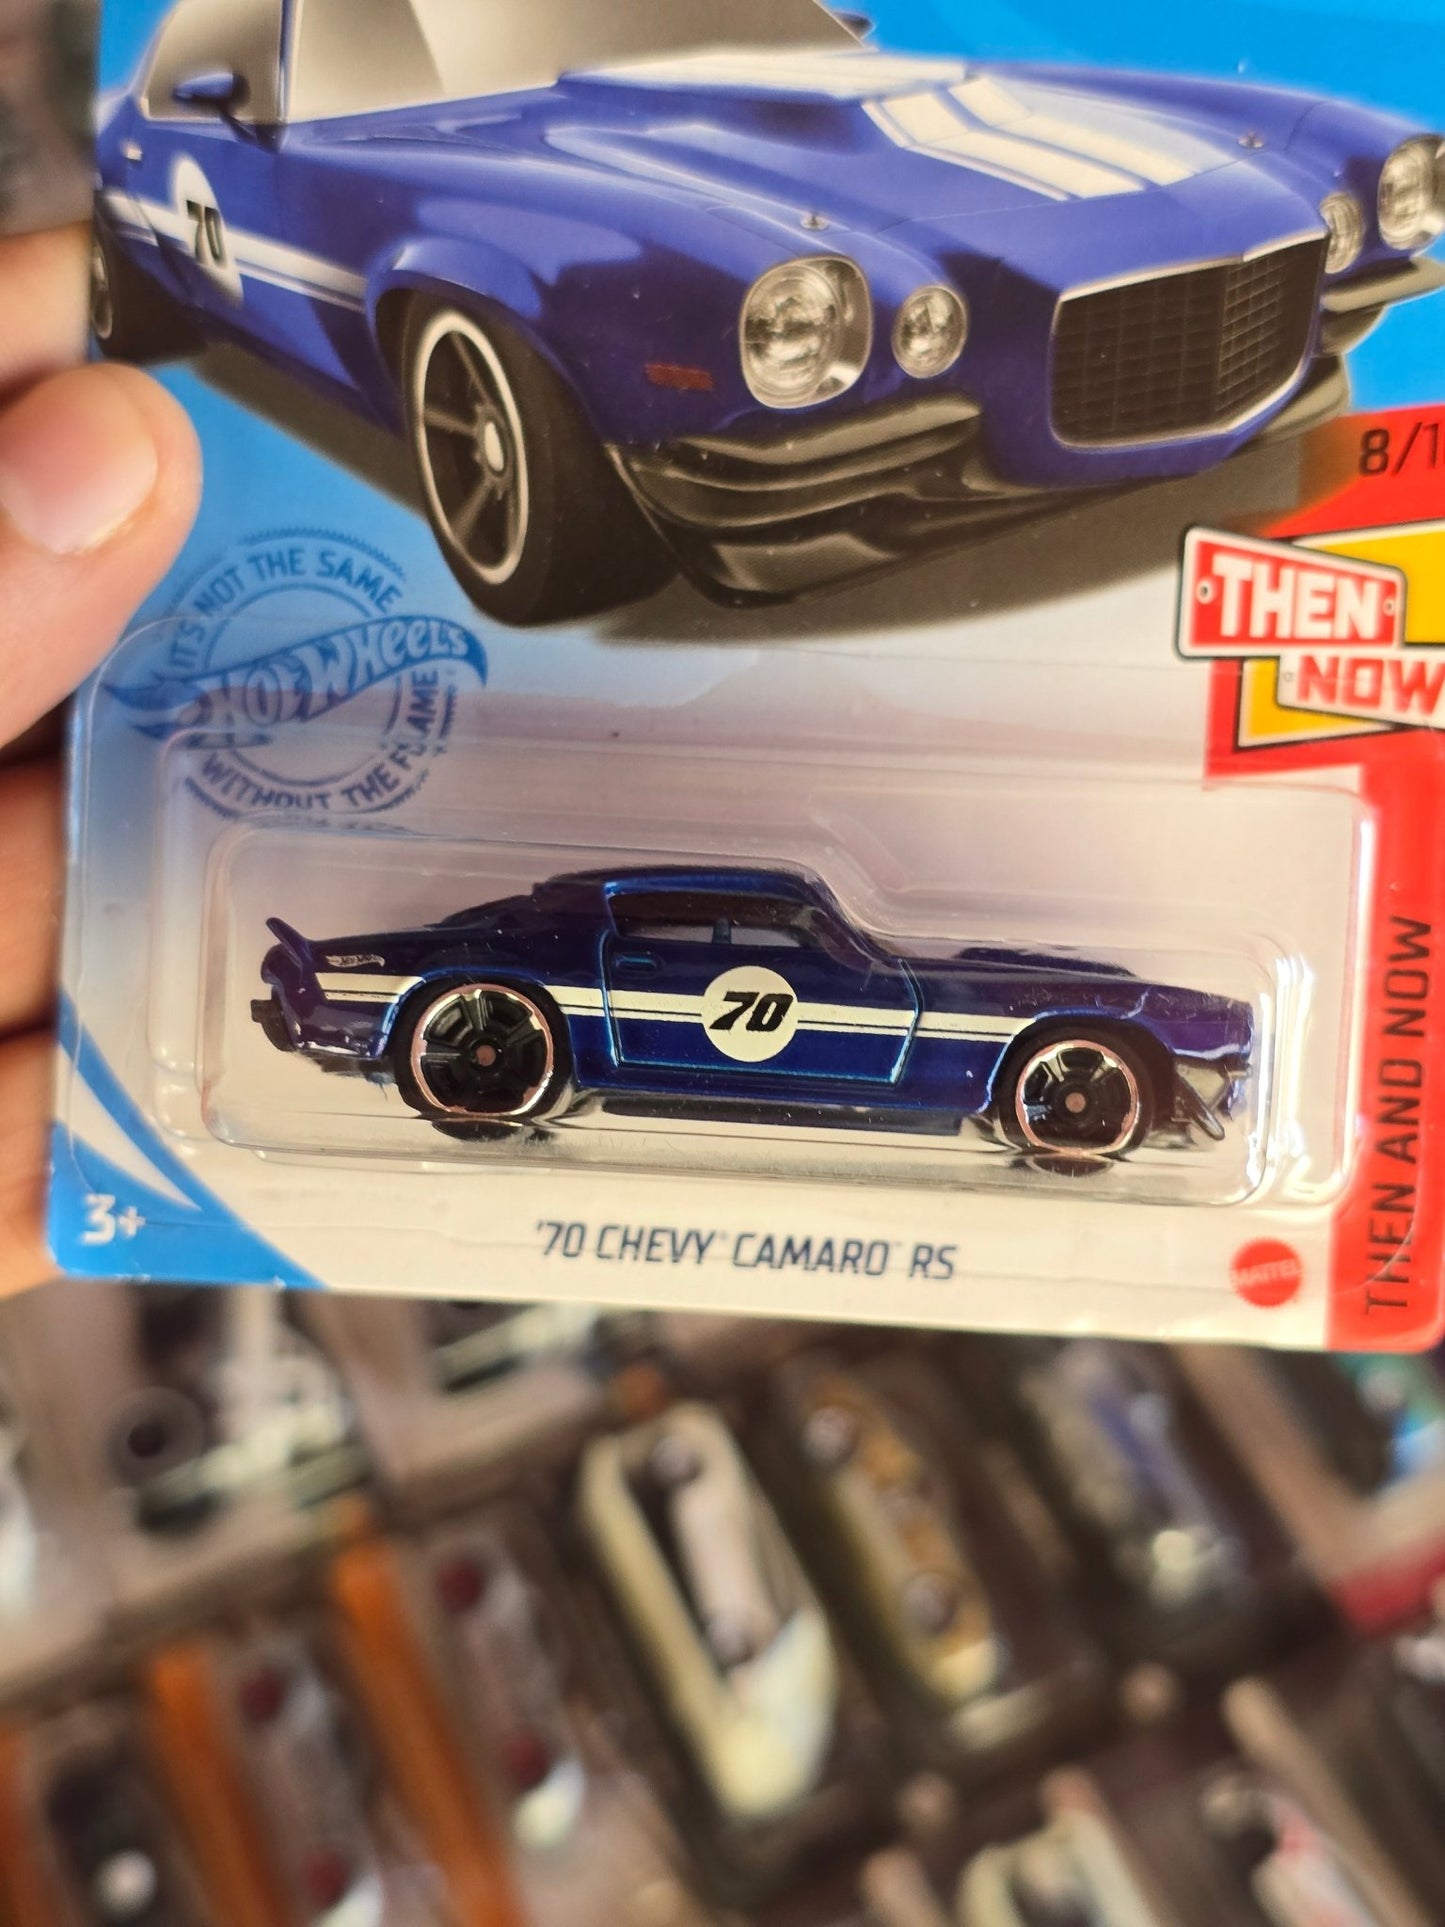 70
8/1
THEN
NOW
IT'S NOT THE SAME
HOT WHEELS
WITHOUT THE FLAME
70
3+
'70 CHEVY CAMARO RS
MATTEL
THEN AND NOW